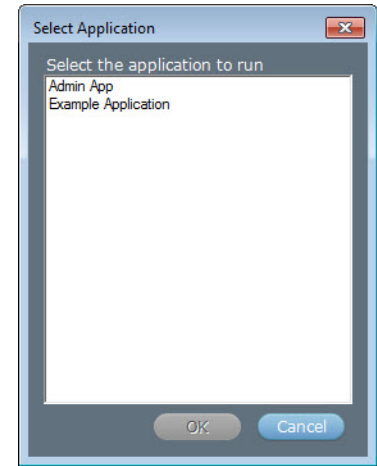 Select Application
Select the application to run
Admin App
Example Application
OK
Cancel